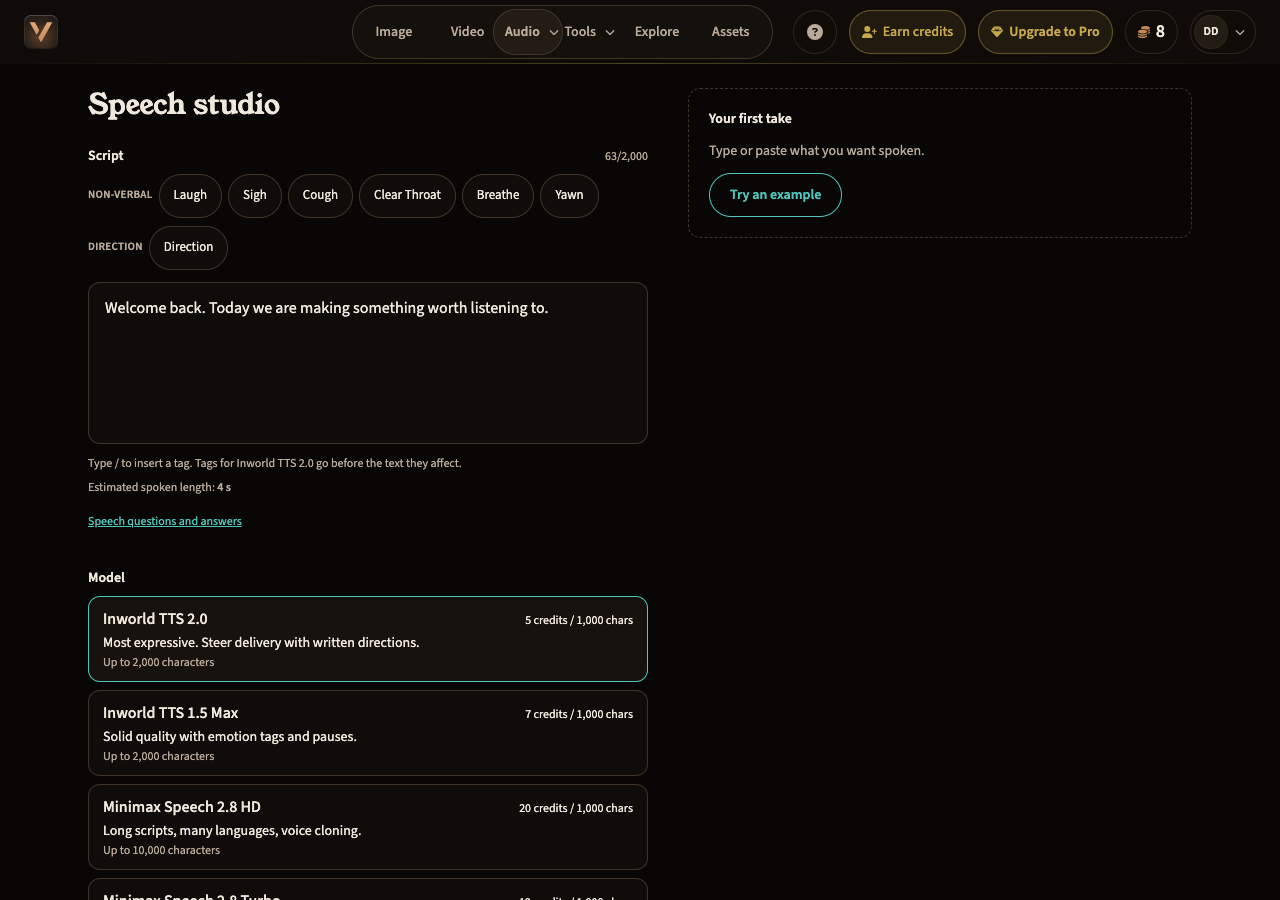 Image Video Audio Tools Explore Assets ? Earn credits Upgrade to Pro 8 DD
Speech studio
Script 63/2,000
NON-VERBAL Laugh Sigh Cough Clear Throat Breathe Yawn
DIRECTION Direction
Welcome back. Today we are making something worth listening to.
Type / to insert a tag. Tags for Inworld TTS 2.0 go before the text they affect.
Estimated spoken length: 4 s
Speech questions and answers
Model
Inworld TTS 2.0 5 credits / 1,000 chars
Most expressive. Steer delivery with written directions.
Up to 2,000 characters
Inworld TTS 1.5 Max 7 credits / 1,000 chars
Solid quality with emotion tags and pauses.
Up to 2,000 characters
Minimax Speech 2.8 HD 20 credits / 1,000 chars
Long scripts, many languages, voice cloning.
Up to 10,000 characters
Minimax Speech 2.8 Turbo
Your first take
Type or paste what you want spoken.
Try an example